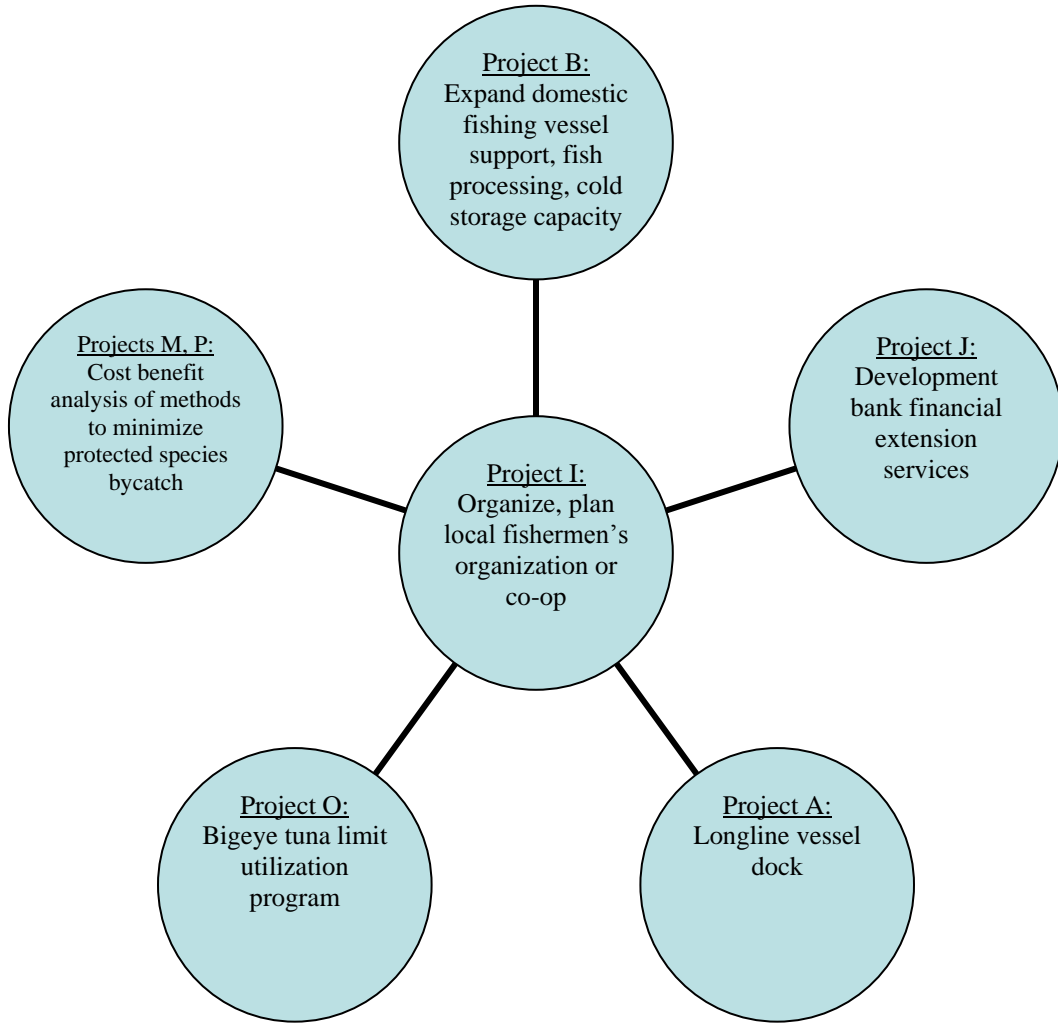 Project B:
Expand domestic
fishing vessel
support, fish
processing, cold
storage capacity
Projects M, P:
Cost benefit
analysis of methods
to minimize
protected species
bycatch
Project J:
Development
bank financial
extension
services
Project I:
Organize, plan
local fishermen’s
organization or
co-op
Project O:
Bigeye tuna limit
utilization
program
Project A:
Longline vessel
dock